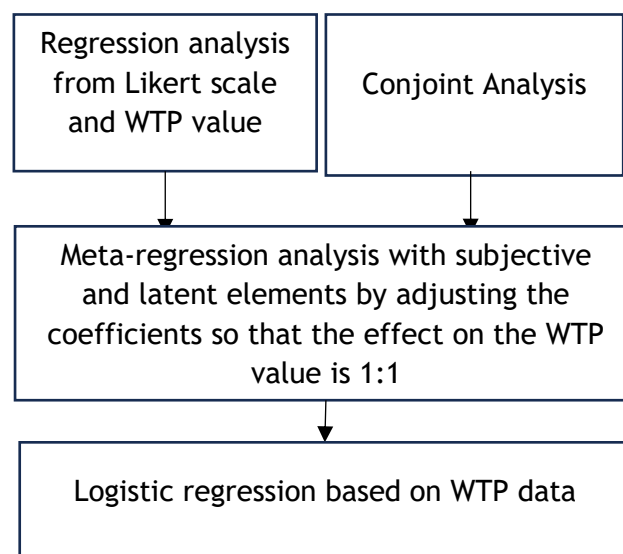 Regression analysis
from Likert scale
and WTP value
Conjoint Analysis
Meta-regression analysis with subjective
and latent elements by adjusting the
coefficients so that the effect on the WTP
value is 1:1
Logistic regression based on WTP data